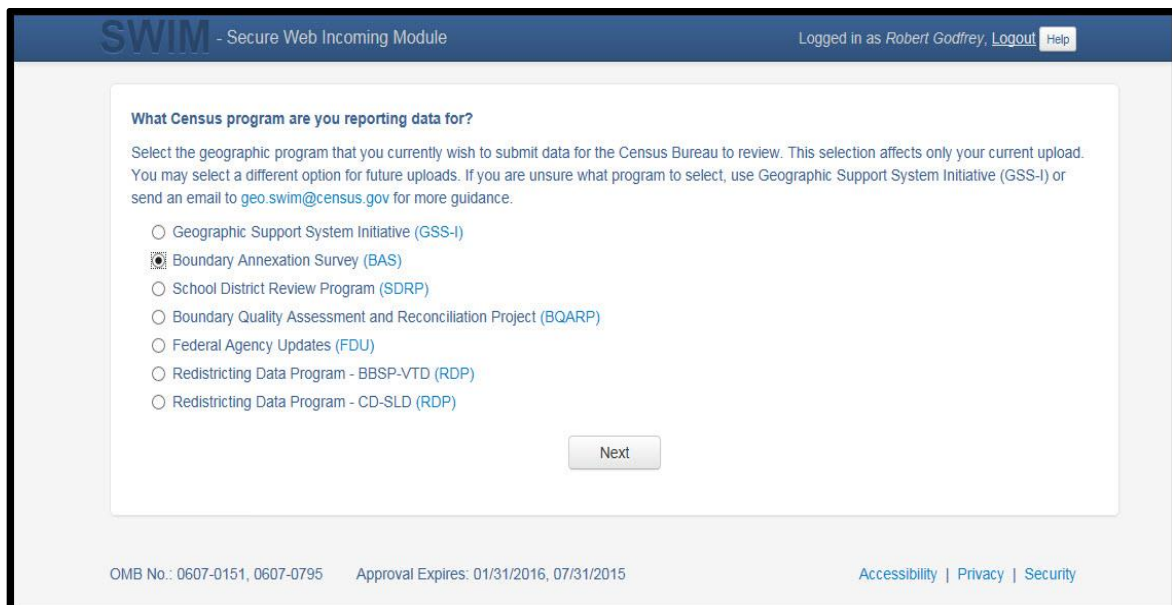 SWIM - Secure Web Incoming Module
Logged in as Robert Godfrey, Logout Help
What Census program are you reporting data for?
Select the geographic program that you currently wish to submit data for the Census Bureau to review. This selection affects only your current upload.
You may select a different option for future uploads. If you are unsure what program to select, use Geographic Support System Initiative (GSS-I) or
send an email to geo.swim@census.gov for more guidance.
Geographic Support System Initiative (GSS-I)
Boundary Annexation Survey (BAS)
School District Review Program (SDRP)
Boundary Quality Assessment and Reconciliation Project (BQARP)
Federal Agency Updates (FDU)
Redistricting Data Program - BBSP-VTD (RDP)
Redistricting Data Program - CD-SLD (RDP)
Next
OMB No.: 0607-0151, 0607-0795 Approval Expires: 01/31/2016, 07/31/2015 Accessibility | Privacy | Security